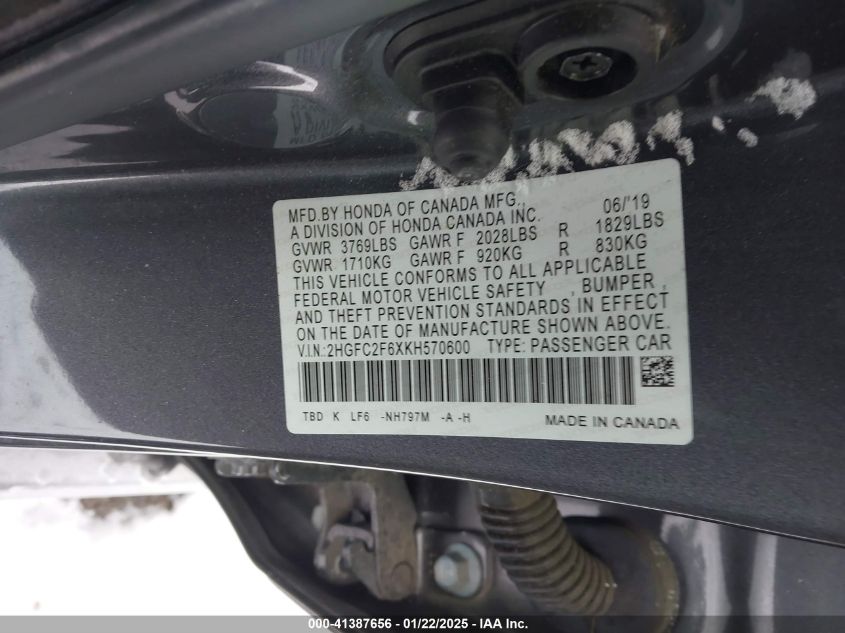 MFD.BY HONDA OF CANADA MFG., 06/'19
A DIVISION OF HONDA CANADA INC.
GVWR 3769LBS GAWR F 2028LBS R 1829LBS
GVWR 1710KG GAWR F 920KG R 830KG
THIS VEHICLE CONFORMS TO ALL APPLICABLE
FEDERAL MOTOR VEHICLE SAFETY , BUMPER ,
AND THEFT PREVENTION STANDARDS IN EFFECT
ON THE DATE OF MANUFACTURE SHOWN ABOVE.
V.I.N.:2HGFC2F6XKH570600 TYPE: PASSENGER CAR
TBD K LF6 -NH797M -A -H
MADE IN CANADA
000-41387656 - 01/22/2025 - IAA Inc.